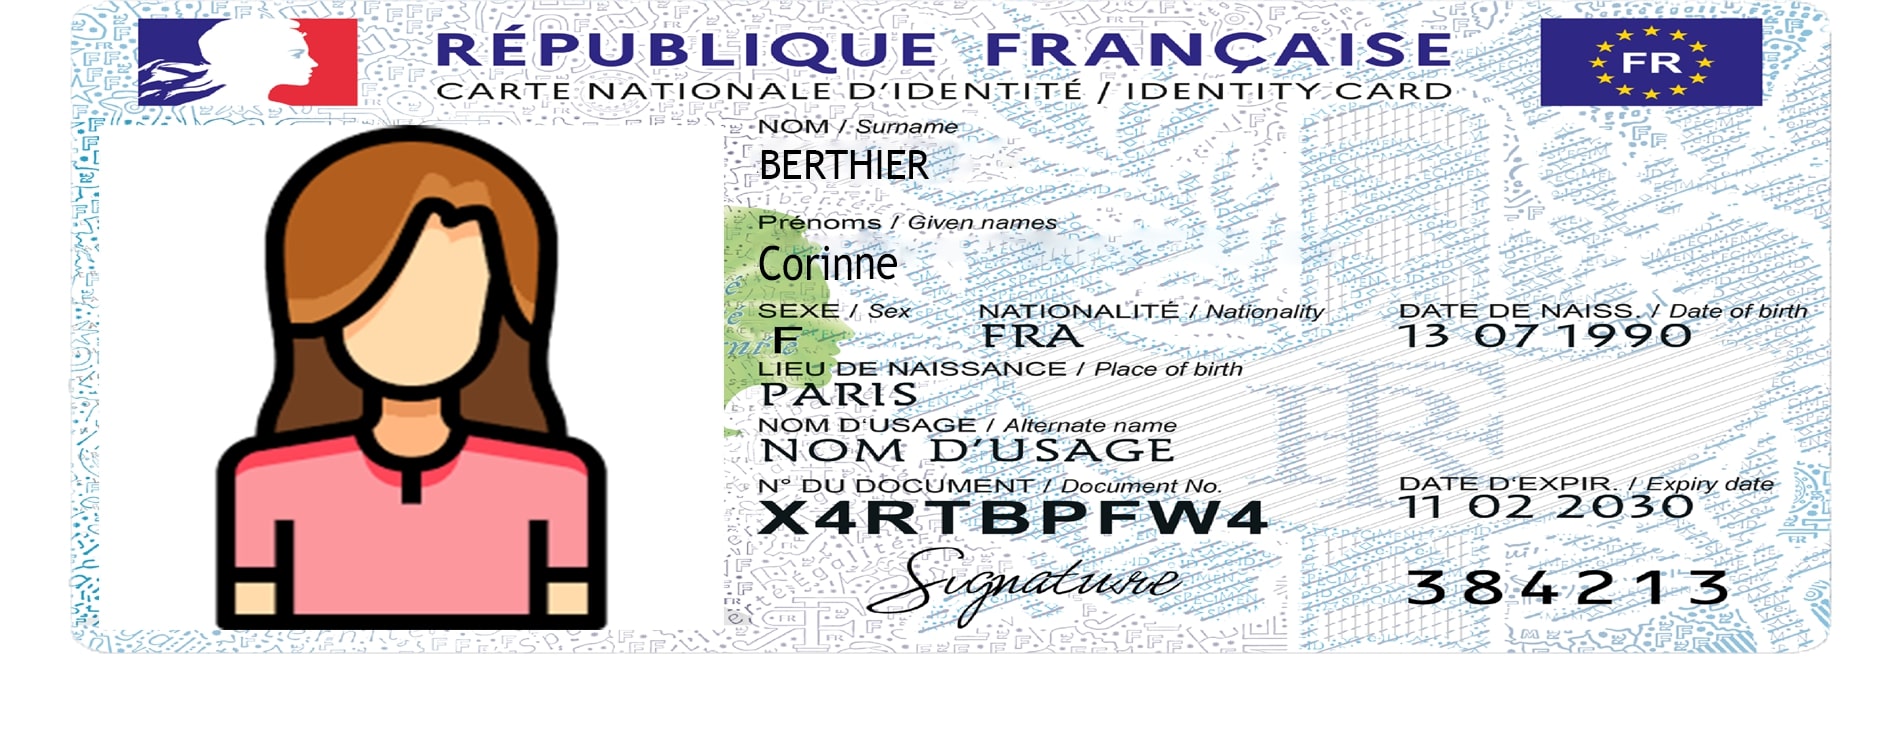 RÉPUBLIQUE FRANÇAISE
FR
CARTE NATIONALE D'IDENTITÉ / IDENTITY CARD
NOM / Surname
BERTHIER
Prénoms / Given names
Corinne
SEXE / Sex NATIONALITÉ / Nationality DATE DE NAISS. / Date of birth
F FRA 13 07 1990
LIEU DE NAISSANCE / Place of birth
PARIS
NOM D'USAGE / Alternate name
NOM D'USAGE
N° DU DOCUMENT / Document No. DATE D'EXPIR. / Expiry date
X4RTBPFW4 11 02 2030
Signature
384213